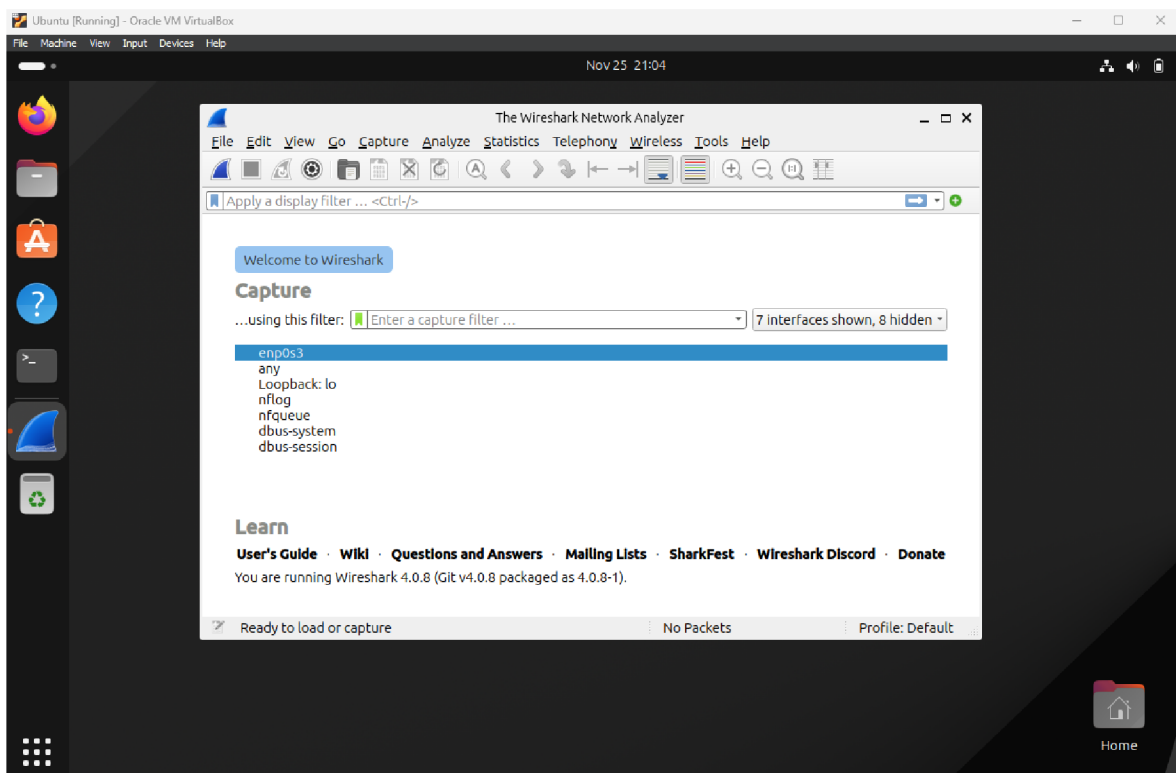 Ubuntu [Running] - Oracle VM VirtualBox
File Machine View Input Devices Help
Nov 25 21:04
The Wireshark Network Analyzer
File Edit View Go Capture Analyze Statistics Telephony Wireless Tools Help
Apply a display filter … <Ctrl-/>
Welcome to Wireshark
Capture
…using this filter: Enter a capture filter … 7 interfaces shown, 8 hidden
enp0s3
any
Loopback: lo
nflog
nfqueue
dbus-system
dbus-session
Learn
User's Guide · Wiki · Questions and Answers · Mailing Lists · SharkFest · Wireshark Discord · Donate
You are running Wireshark 4.0.8 (Git v4.0.8 packaged as 4.0.8-1).
Ready to load or capture No Packets Profile: Default
Home